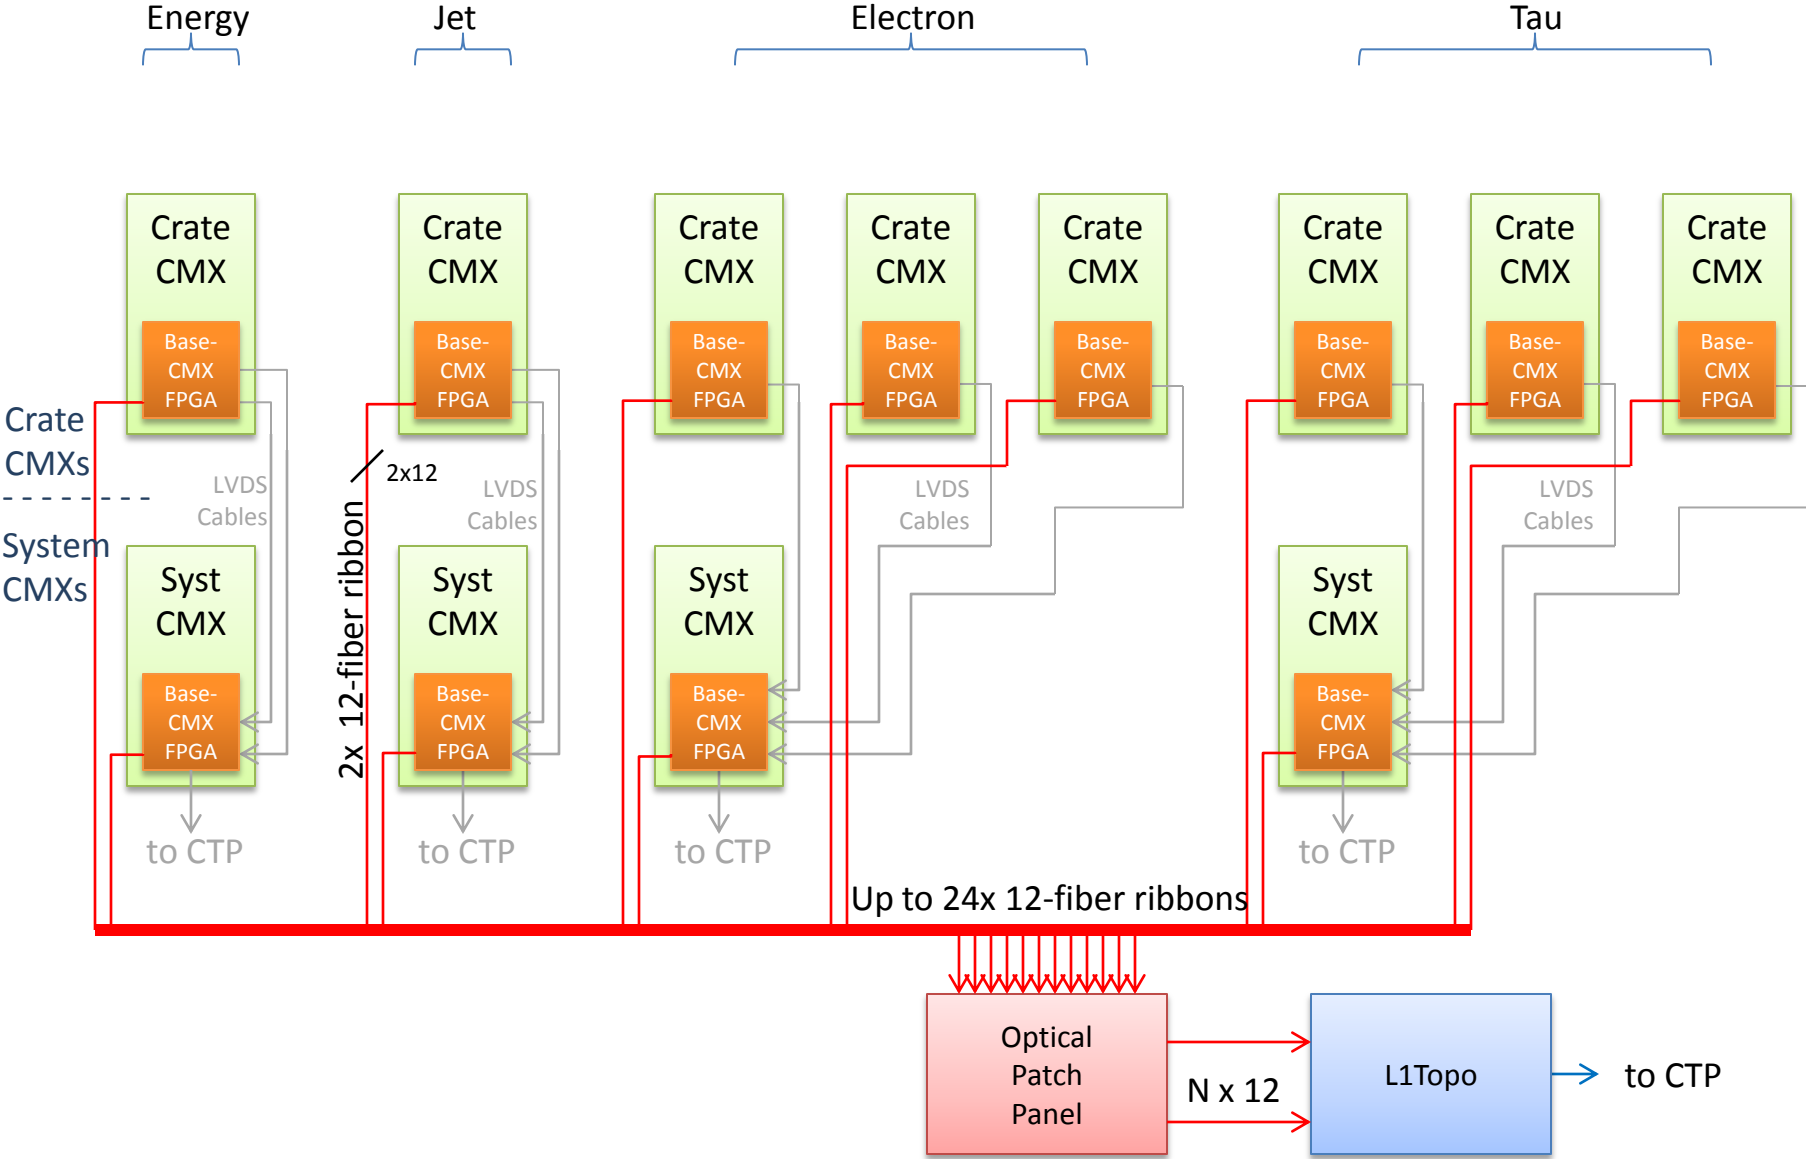 Energy
Jet
Electron
Tau
Crate
CMX
Base-
CMX
FPGA
Crate
CMX
Base-
CMX
FPGA
Crate
CMX
Base-
CMX
FPGA
Crate
CMX
Base-
CMX
FPGA
Crate
CMX
Base-
CMX
FPGA
Crate
CMX
Base-
CMX
FPGA
Crate
CMX
Base-
CMX
FPGA
Crate
CMX
Base-
CMX
FPGA
Crate
CMXs
System
CMXs
LVDS
Cables
2x12
2x 12-fiber ribbon
LVDS
Cables
LVDS
Cables
LVDS
Cables
Syst
CMX
Base-
CMX
FPGA
to CTP
Syst
CMX
Base-
CMX
FPGA
to CTP
Syst
CMX
Base-
CMX
FPGA
to CTP
Syst
CMX
Base-
CMX
FPGA
to CTP
Up to 24x 12-fiber ribbons
Optical
Patch
Panel
N x 12
L1Topo
to CTP